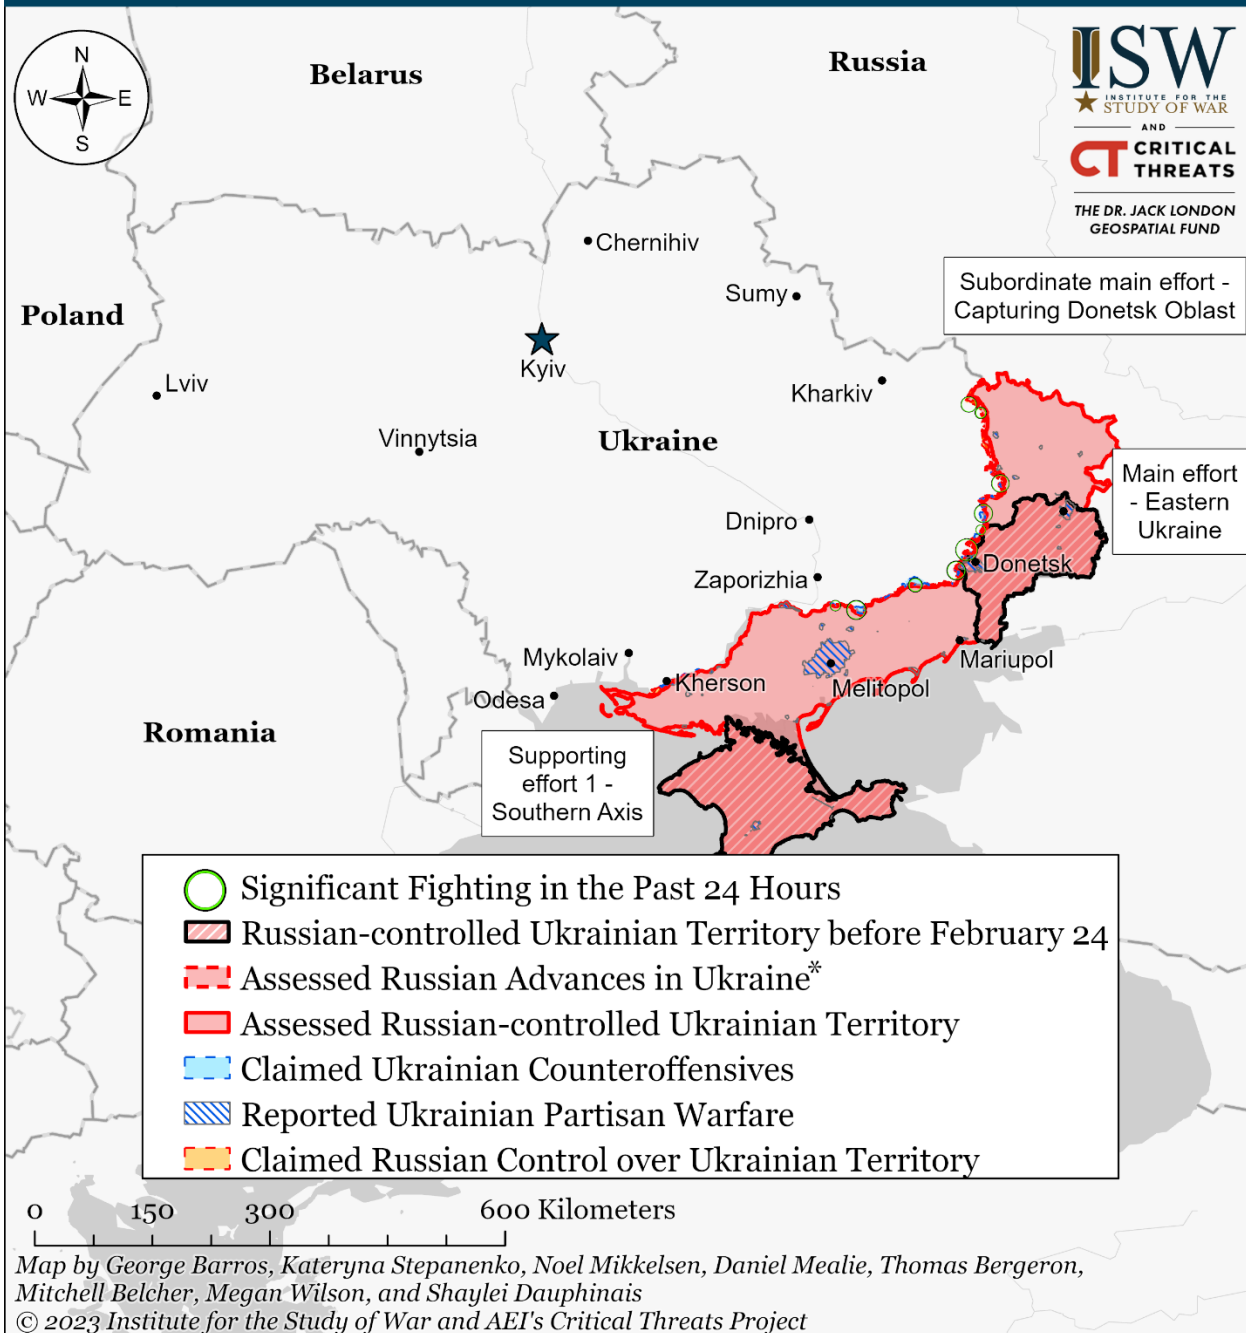 N
W
E
S
Belarus
Russia
ISW
INSTITUTE FOR THE
STUDY OF WAR
AND
CT CRITICAL
THREATS
THE DR. JACK LONDON
GEOSPATIAL FUND
Chernihiv
Subordinate main effort -
Capturing Donetsk Oblast
Sumy
Poland
Kyiv
Lviv
Kharkiv
Vinnytsia
Ukraine
Main effort
- Eastern
Ukraine
Dnipro
Donetsk
Zaporizhia
Mykolaiv
Mariupol
Kherson
Melitopol
Odesa
Romania
Supporting
effort 1 -
Southern Axis
Significant Fighting in the Past 24 Hours
Russian-controlled Ukrainian Territory before February 24
Assessed Russian Advances in Ukraine*
Assessed Russian-controlled Ukrainian Territory
Claimed Ukrainian Counteroffensives
Reported Ukrainian Partisan Warfare
Claimed Russian Control over Ukrainian Territory
0 150 300 600 Kilometers
Map by George Barros, Kateryna Stepanenko, Noel Mikkelsen, Daniel Mealie, Thomas Bergeron,
Mitchell Belcher, Megan Wilson, and Shaylei Dauphinais
© 2023 Institute for the Study of War and AEI's Critical Threats Project